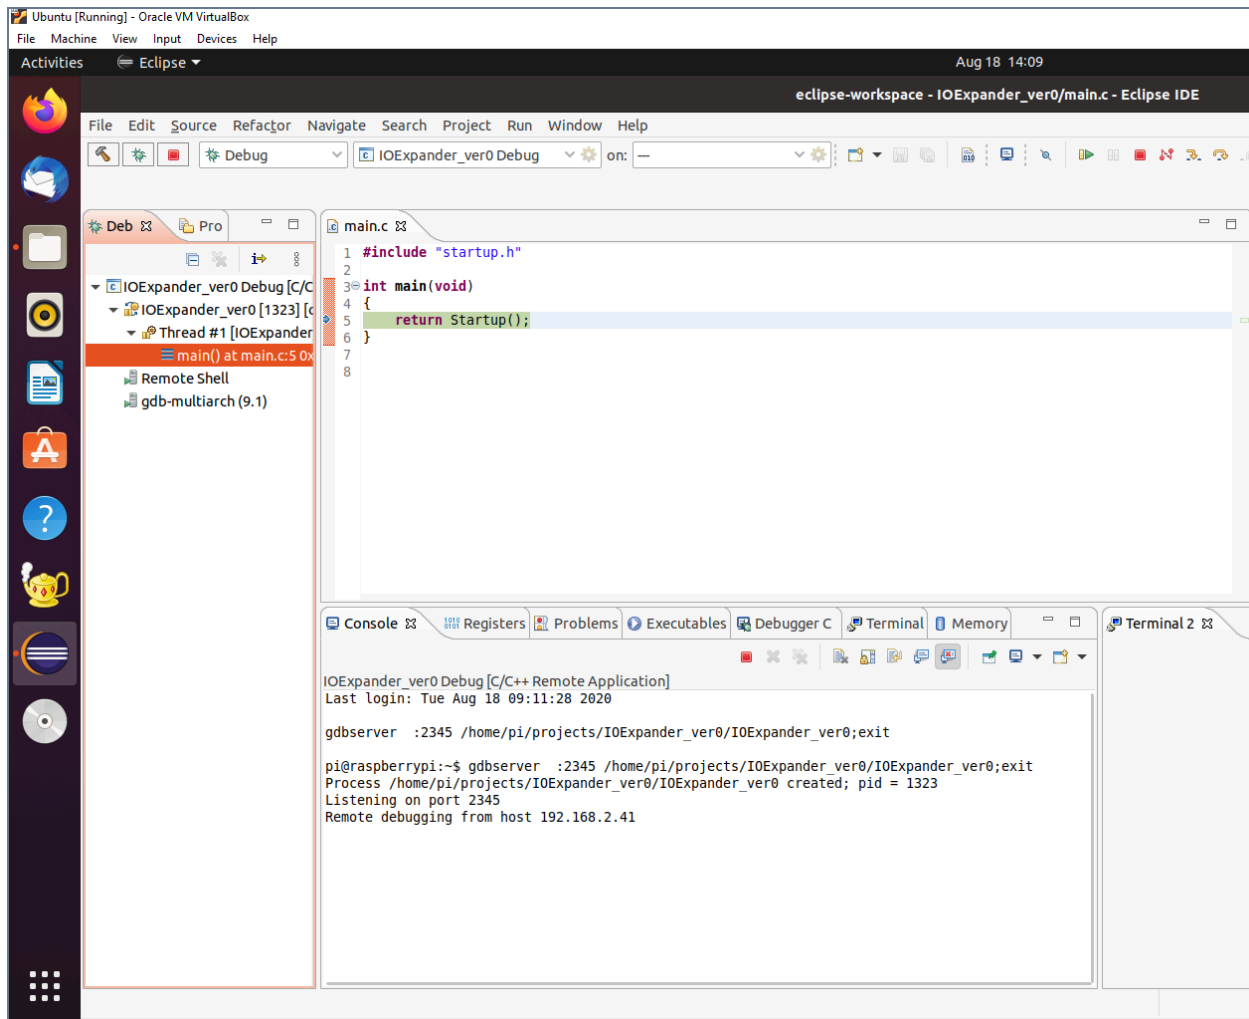 Ubuntu [Running] - Oracle VM VirtualBox
File Machine View Input Devices Help
Activities Eclipse Aug 18 14:09
eclipse-workspace - IOExpander_ver0/main.c - Eclipse IDE
File Edit Source Refactor Navigate Search Project Run Window Help
Debug IOExpander_ver0 Debug on: ---
Deb Pro
IOExpander_ver0 Debug [C/C
IOExpander_ver0 [1323] [c
Thread #1 [IOExpander
main() at main.c:5 0x
Remote Shell
gdb-multiarch (9.1)
main.c
1 #include "startup.h"
2
3 int main(void)
4 {
5 return Startup();
6 }
7
8
Console Registers Problems Executables Debugger C Terminal Memory
IOExpander_ver0 Debug [C/C++ Remote Application]
Last login: Tue Aug 18 09:11:28 2020
gdbserver :2345 /home/pi/projects/IOExpander_ver0/IOExpander_ver0;exit
pi@raspberrypi:~$ gdbserver :2345 /home/pi/projects/IOExpander_ver0/IOExpander_ver0;exit
Process /home/pi/projects/IOExpander_ver0/IOExpander_ver0 created; pid = 1323
Listening on port 2345
Remote debugging from host 192.168.2.41
Terminal 2